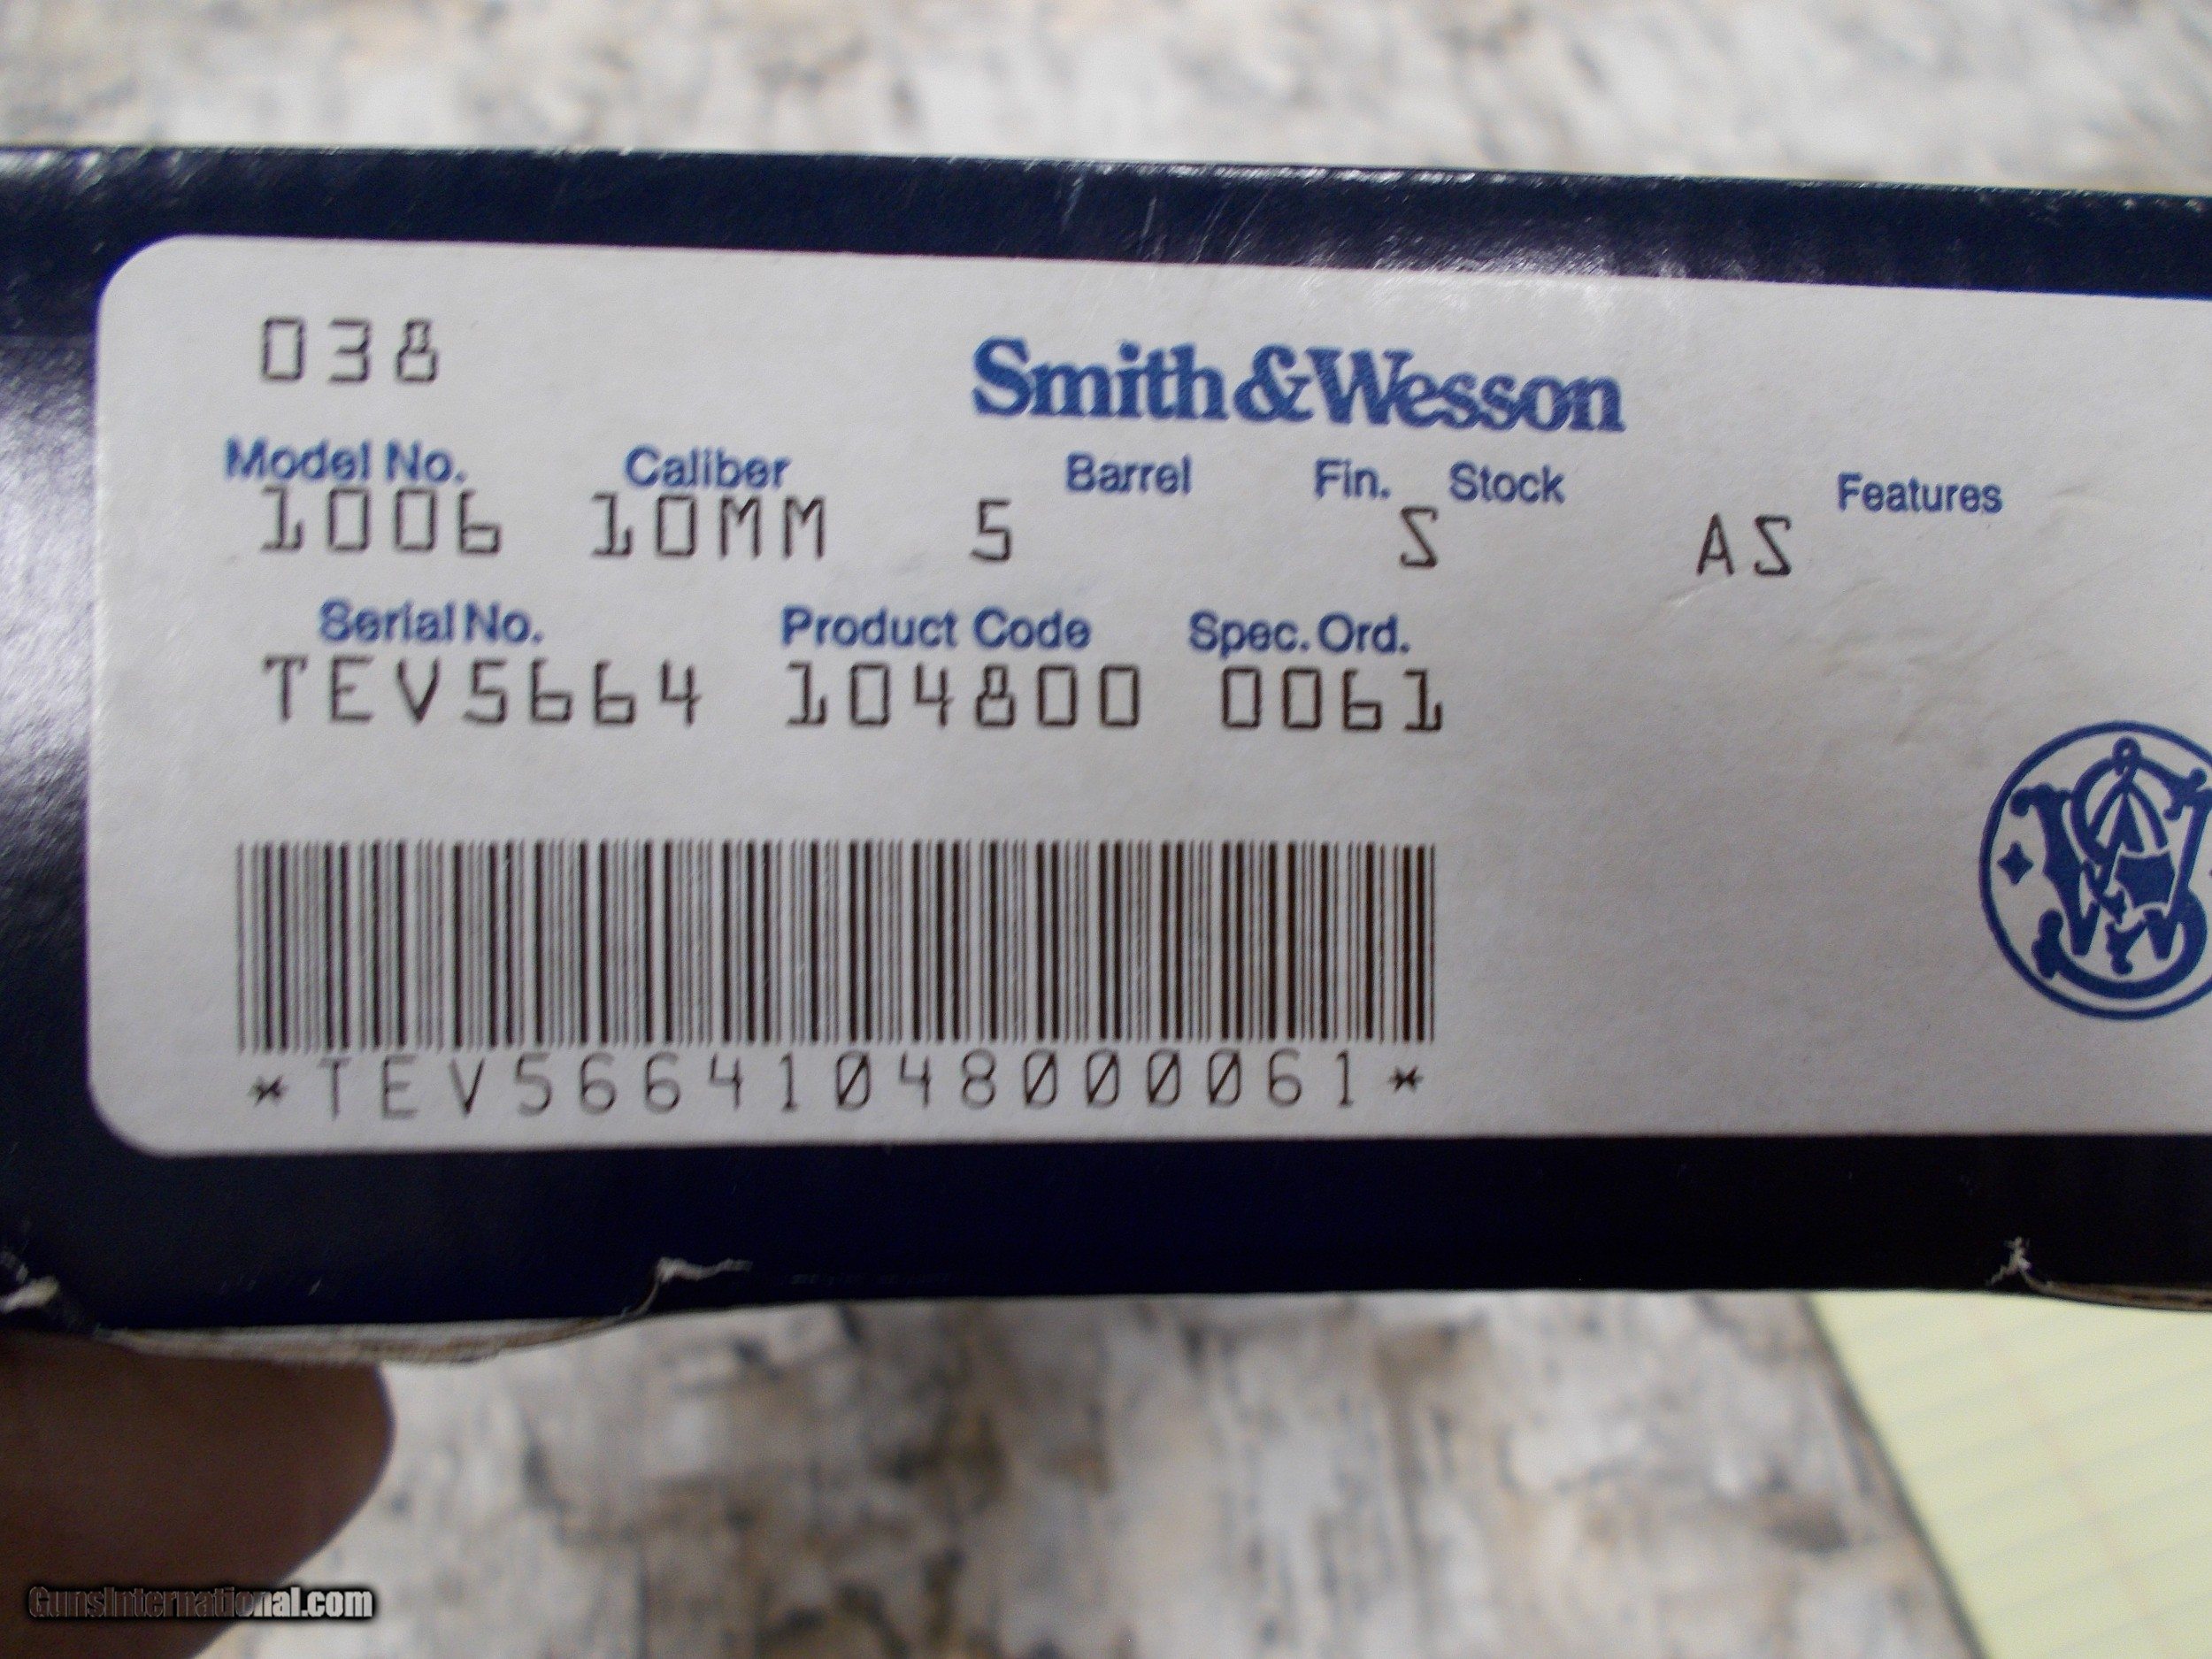 038
Smith&Wesson
Model No. Caliber Barrel Fin. Stock Features
1006 10MM 5 S AS
Serial No. Product Code Spec. Ord.
TEV5664 104800 0061
*TEV56641048000061*
GunsInternational.com